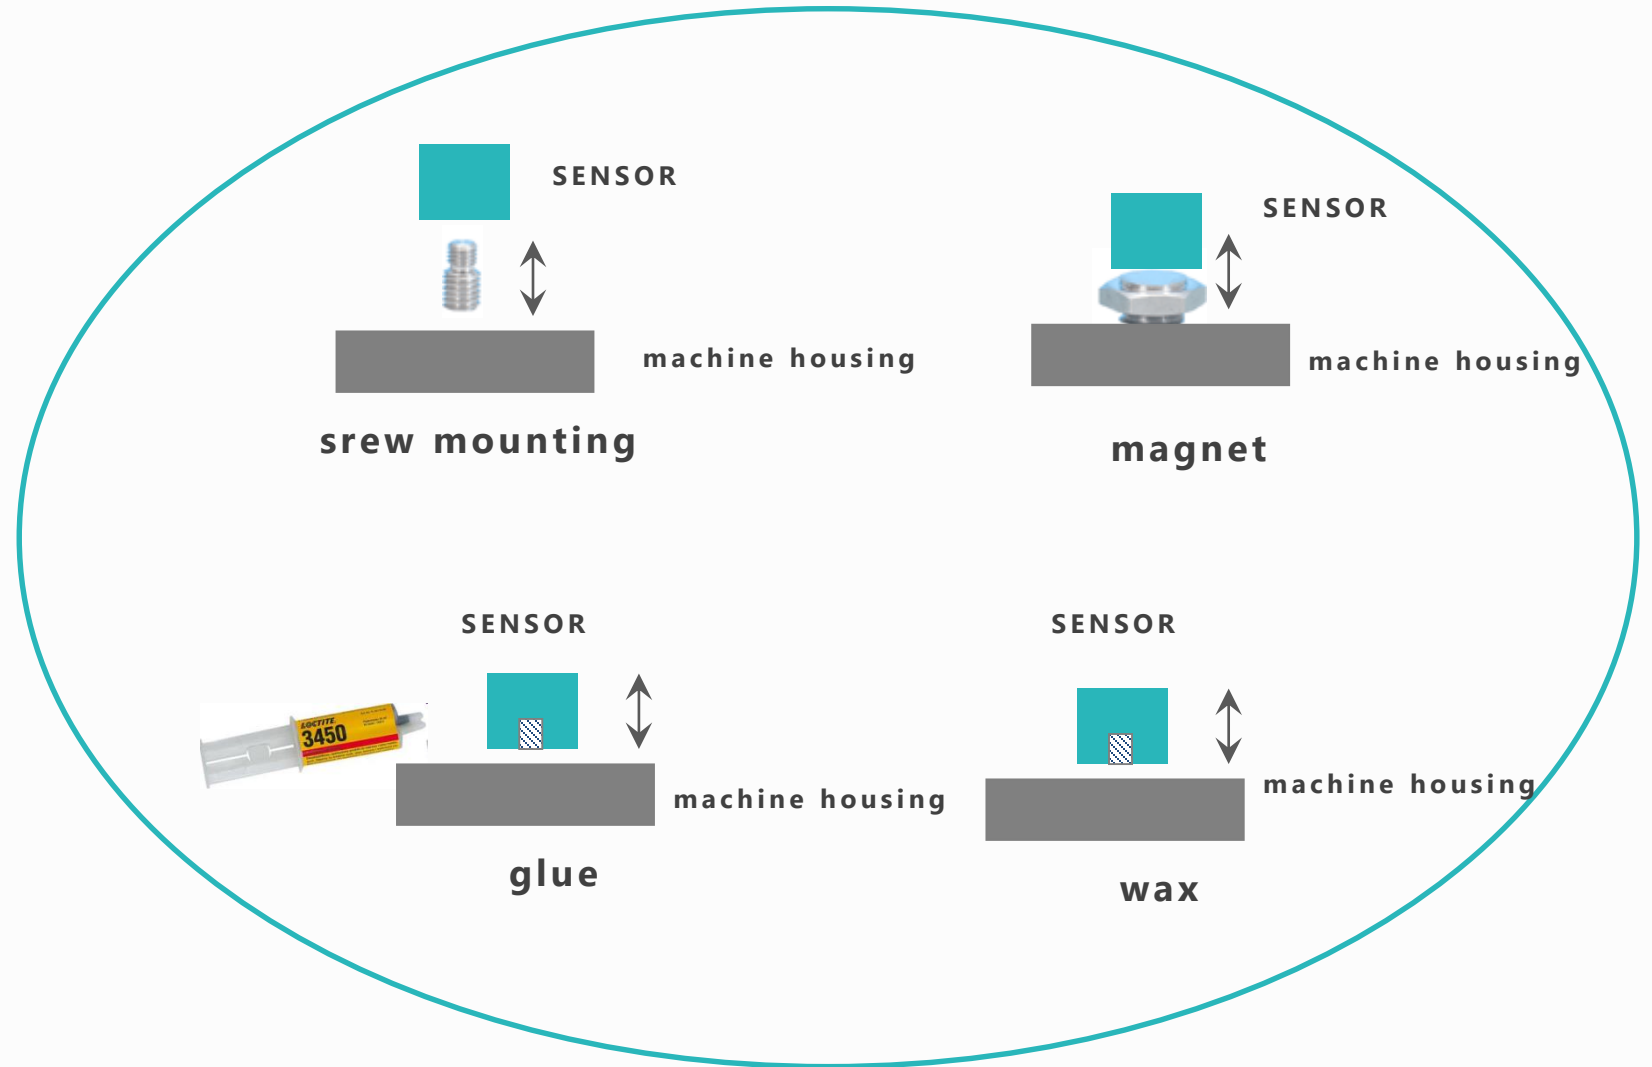 SENSOR
SENSOR
machine housing
machine housing
srew mounting
magnet
SENSOR
SENSOR
LOCTITE
3450
machine housing
machine housing
glue
wax